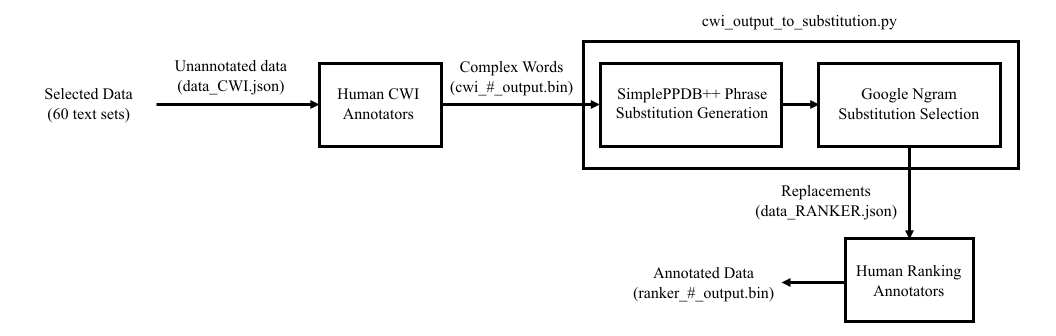 cwi_output_to_substitution.py
Selected Data
(60 text sets)
Unannotated data
(data_CWI.json)
Human CWI
Annotators
Complex Words
(cwi_#_output.bin)
SimplePPDB++ Phrase
Substitution Generation
Google Ngram
Substitution Selection
Replacements
(data_RANKER.json)
Human Ranking
Annotators
Annotated Data
(ranker_#_output.bin)